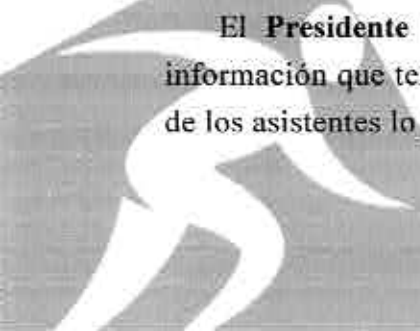 El Presidente
información que te
de los asistentes lo